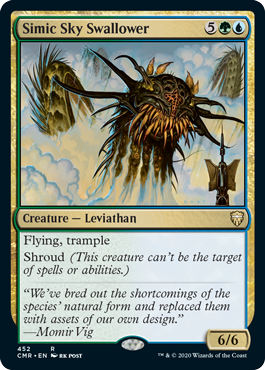 Simic Sky Swallower 5
Creature — Leviathan
Flying, trample
Shroud (This creature can't be the
target of spells or abilities.)
“We've bred out the shortcomings of the
species' natural form and replaced them
with assets of our own design.”
—Momir Vig
6/6
452 R
CMR • EN RK POST
™ & © 2020 Wizards of the Coast